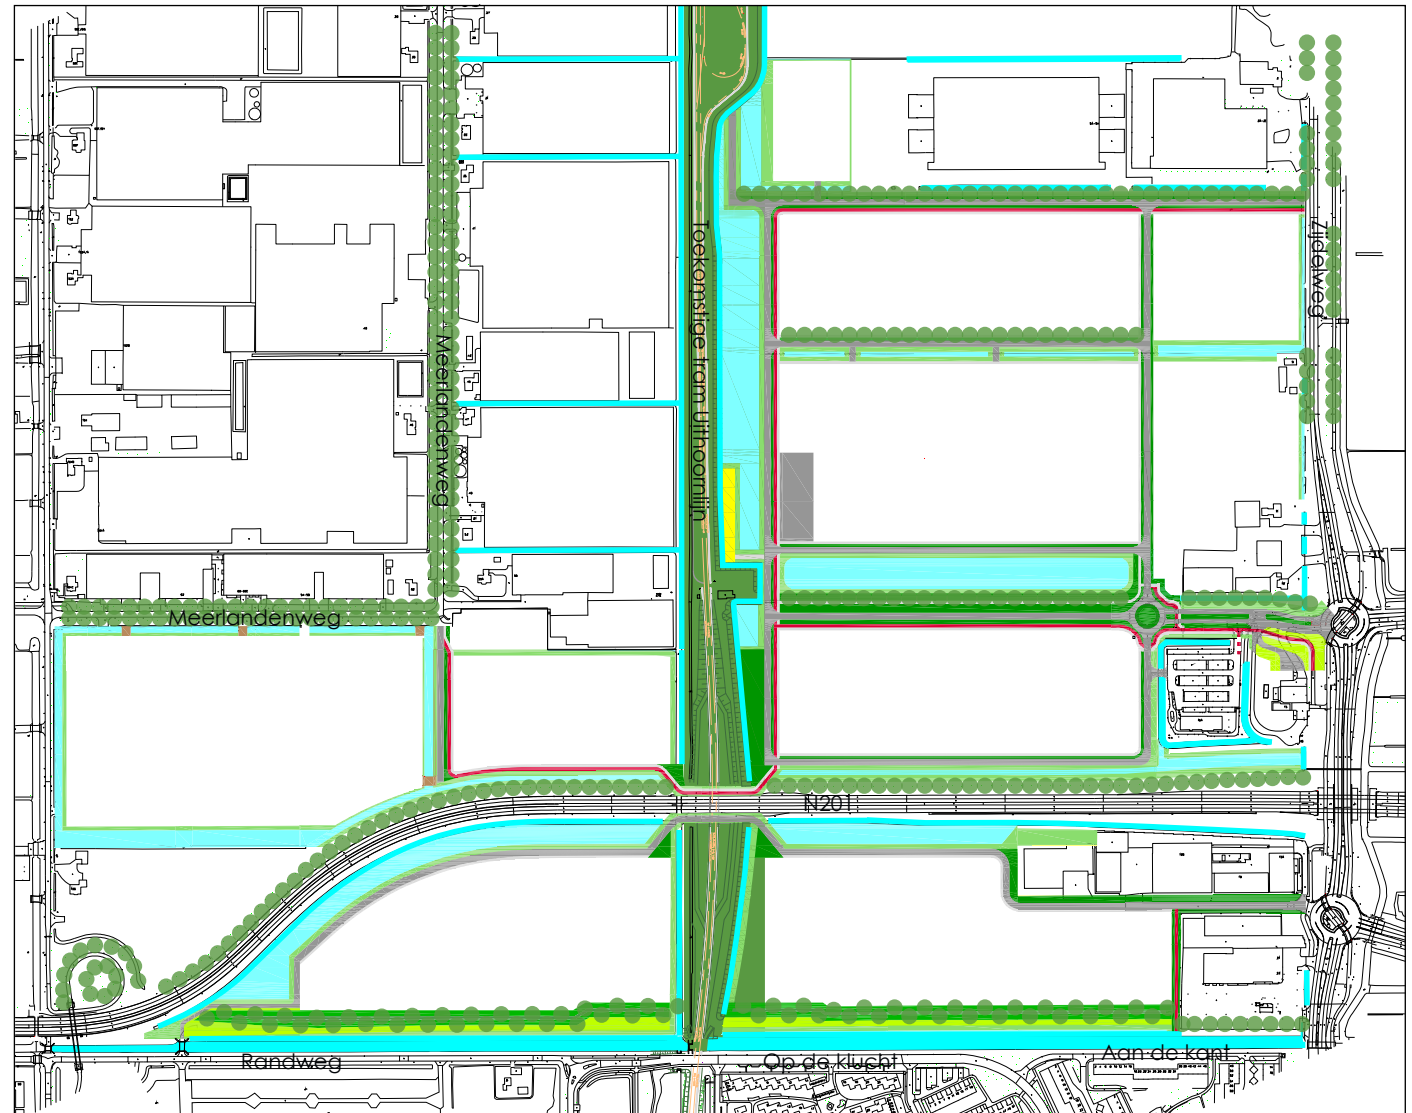 Toekomstige tram Uithoornlijn
Zijdelweg
Meerlandenweg
Meerlandenweg
N201
Randweg
Op de klucht
Aan de kant